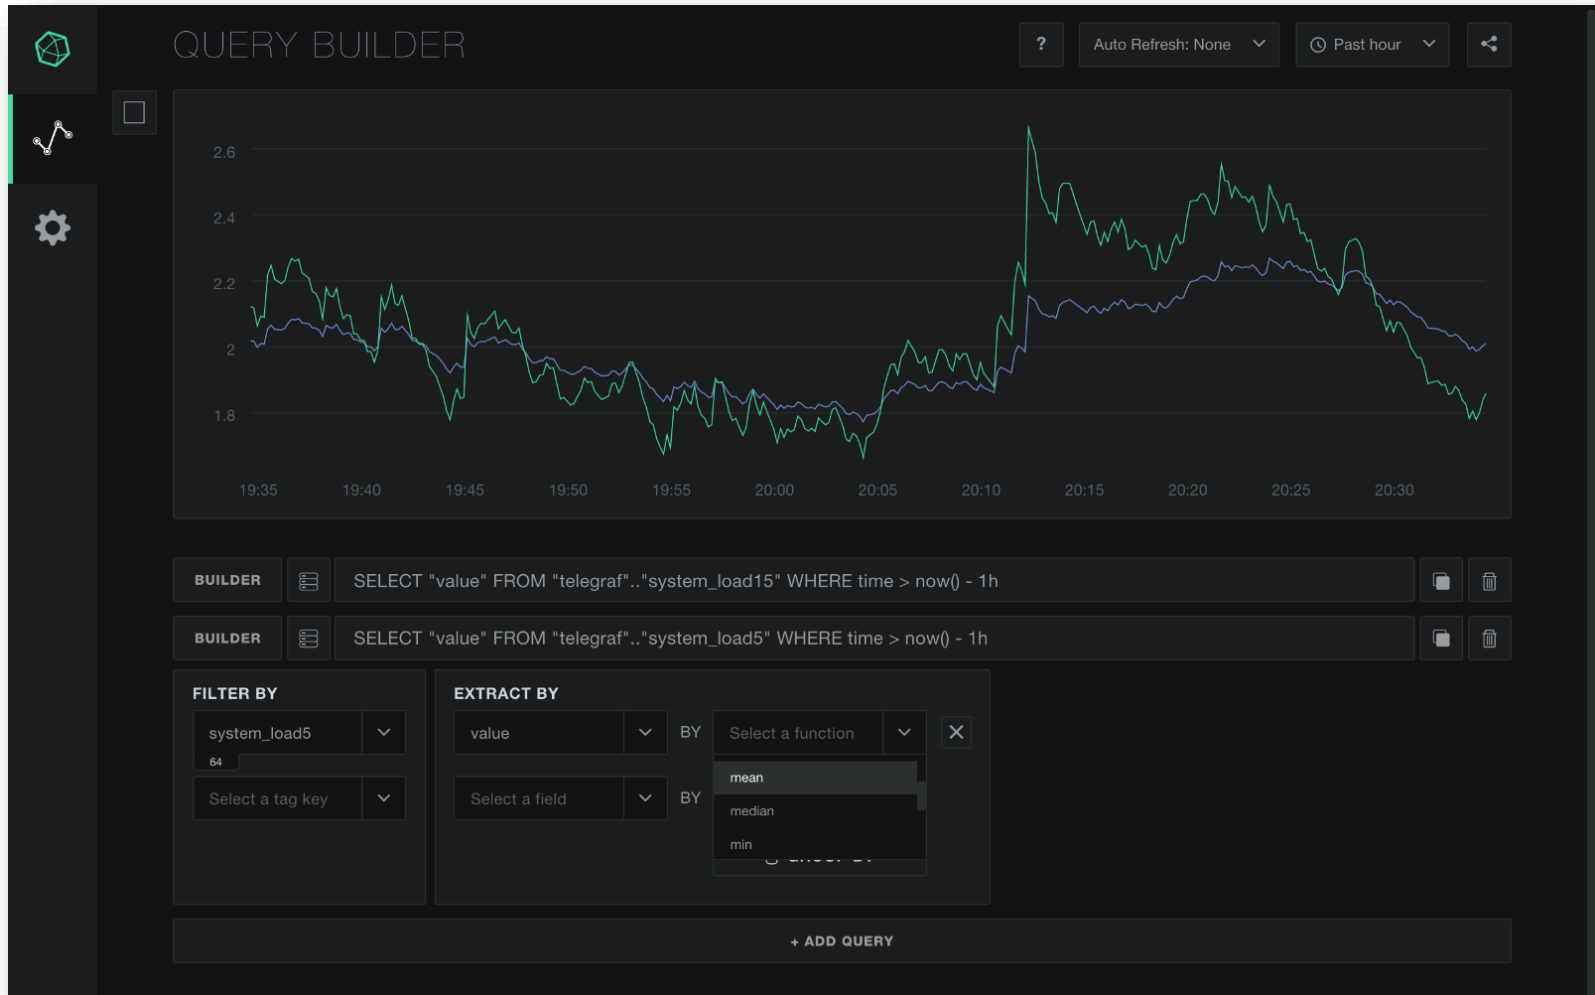 QUERY BUILDER
? Auto Refresh: None Past hour
2.6
2.4
2.2
2
1.8
19:35 19:40 19:45 19:50 19:55 20:00 20:05 20:10 20:15 20:20 20:25 20:30
BUILDER SELECT "value" FROM "telegraf".."system_load15" WHERE time > now() - 1h
BUILDER SELECT "value" FROM "telegraf".."system_load5" WHERE time > now() - 1h
FILTER BY
system_load5
64
Select a tag key
EXTRACT BY
value BY Select a function
Select a field BY
mean
median
min
+ ADD QUERY